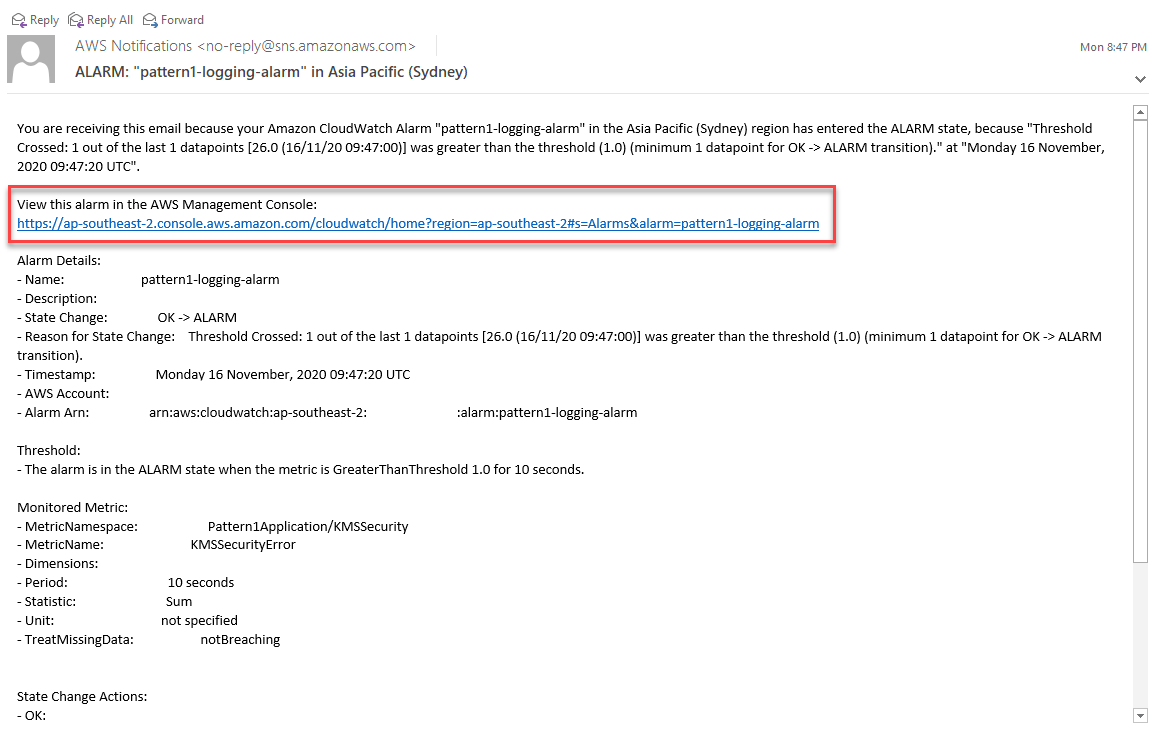 Reply Reply All Forward
AWS Notifications <no-reply@sns.amazonaws.com>
Mon 8:47 PM
ALARM: "pattern1-logging-alarm" in Asia Pacific (Sydney)
You are receiving this email because your Amazon CloudWatch Alarm "pattern1-logging-alarm" in the Asia Pacific (Sydney) region has entered the ALARM state, because "Threshold
Crossed: 1 out of the last 1 datapoints [26.0 (16/11/20 09:47:00)] was greater than the threshold (1.0) (minimum 1 datapoint for OK -> ALARM transition)." at "Monday 16 November,
2020 09:47:20 UTC".
View this alarm in the AWS Management Console:
https://ap-southeast-2.console.aws.amazon.com/cloudwatch/home?region=ap-southeast-2#s=Alarms&alarm=pattern1-logging-alarm
Alarm Details:
- Name: pattern1-logging-alarm
- Description:
- State Change: OK -> ALARM
- Reason for State Change: Threshold Crossed: 1 out of the last 1 datapoints [26.0 (16/11/20 09:47:00)] was greater than the threshold (1.0) (minimum 1 datapoint for OK -> ALARM
transition).
- Timestamp: Monday 16 November, 2020 09:47:20 UTC
- AWS Account:
- Alarm Arn: arn:aws:cloudwatch:ap-southeast-2: :alarm:pattern1-logging-alarm
Threshold:
- The alarm is in the ALARM state when the metric is GreaterThanThreshold 1.0 for 10 seconds.
Monitored Metric:
- MetricNamespace: Pattern1Application/KMSSecurity
- MetricName: KMSSecurityError
- Dimensions:
- Period: 10 seconds
- Statistic: Sum
- Unit: not specified
- TreatMissingData: notBreaching
State Change Actions:
- OK: